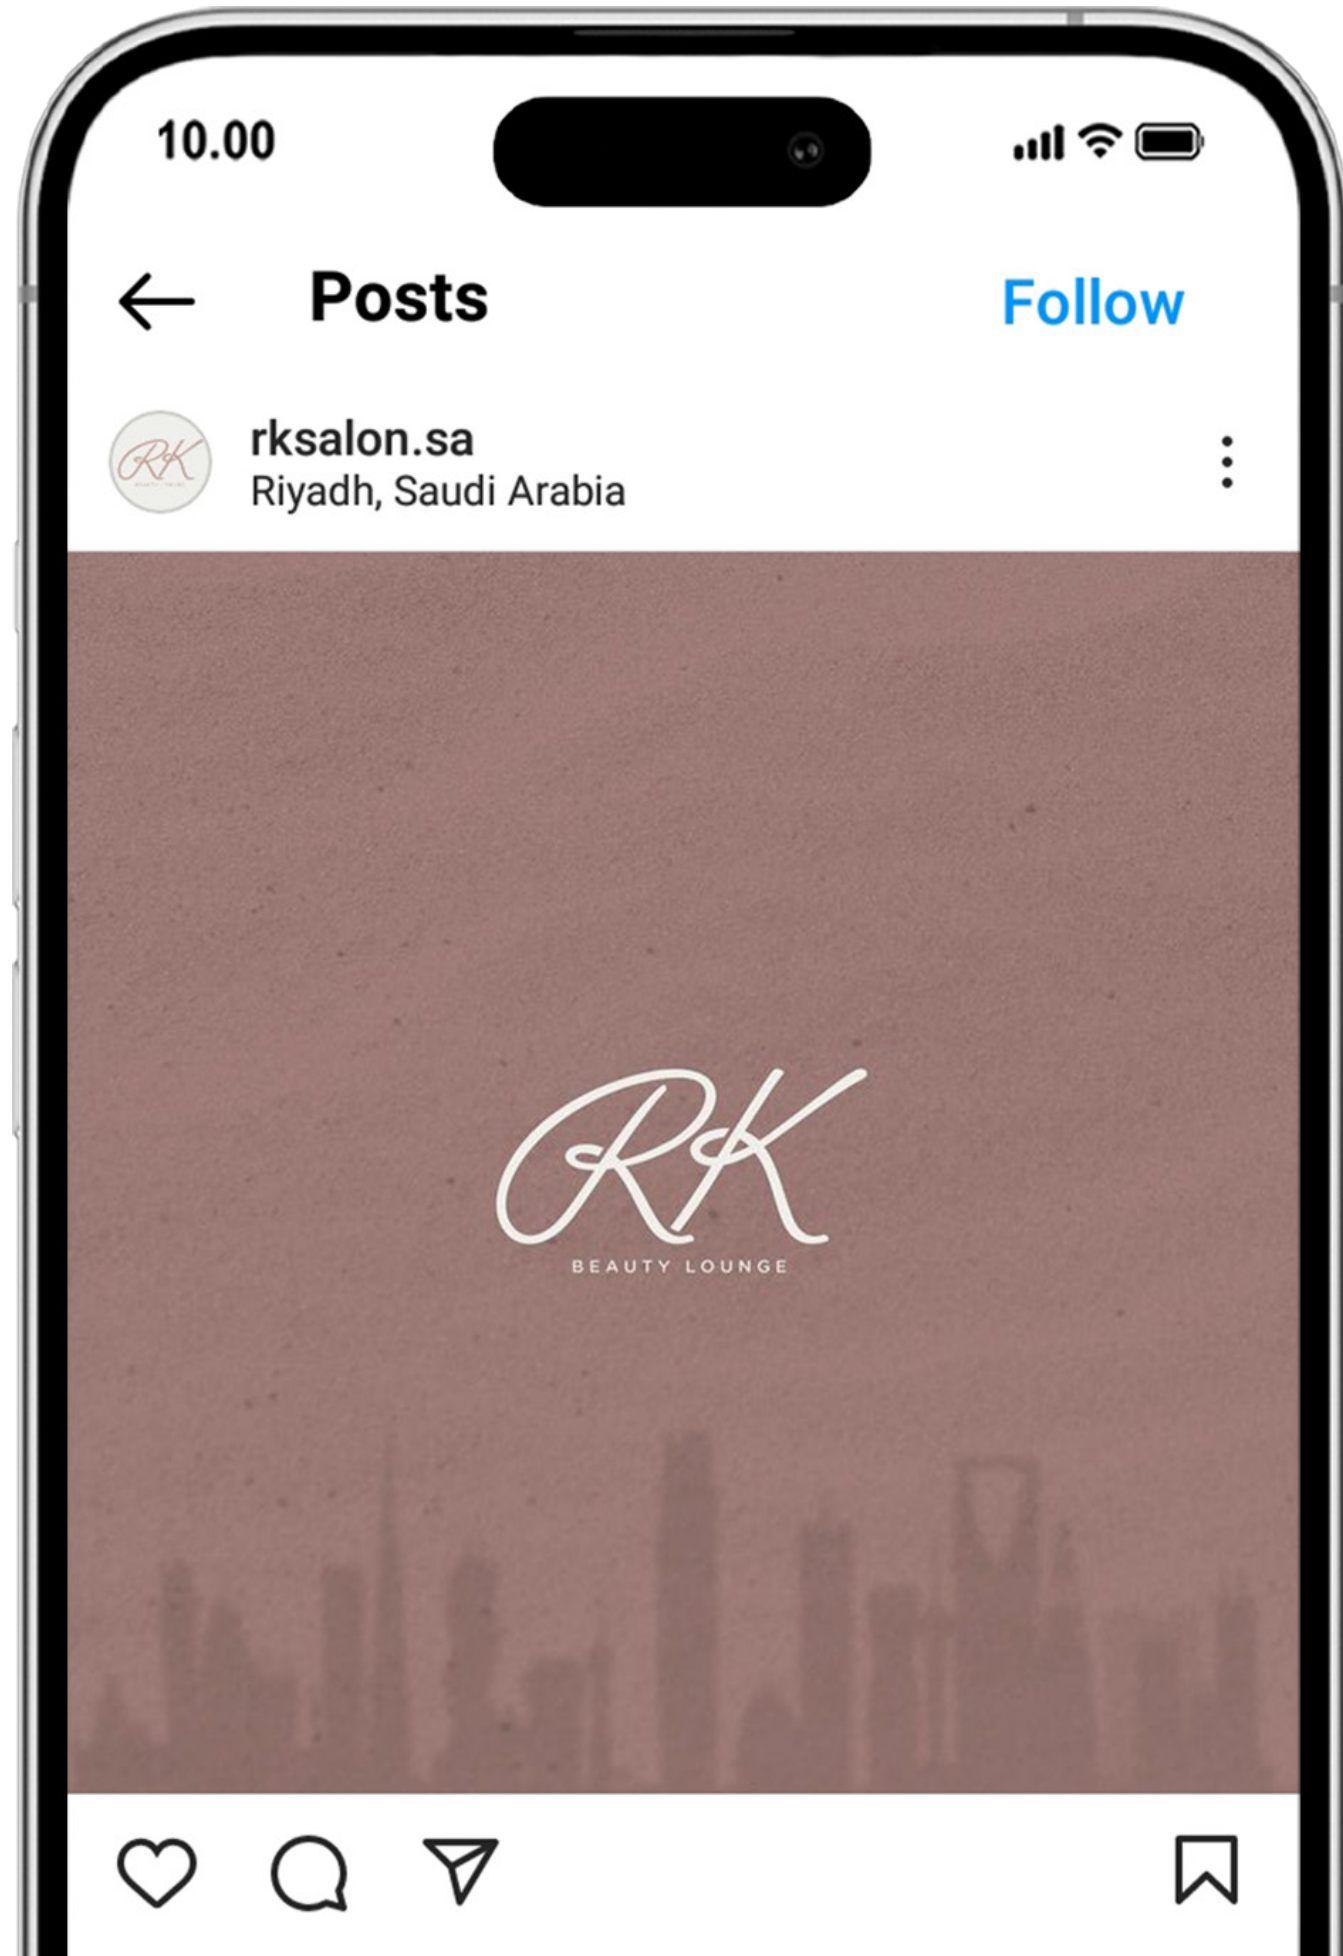 10.00
Posts
Follow
rksalon.sa
Riyadh, Saudi Arabia
RK
BEAUTY LOUNGE